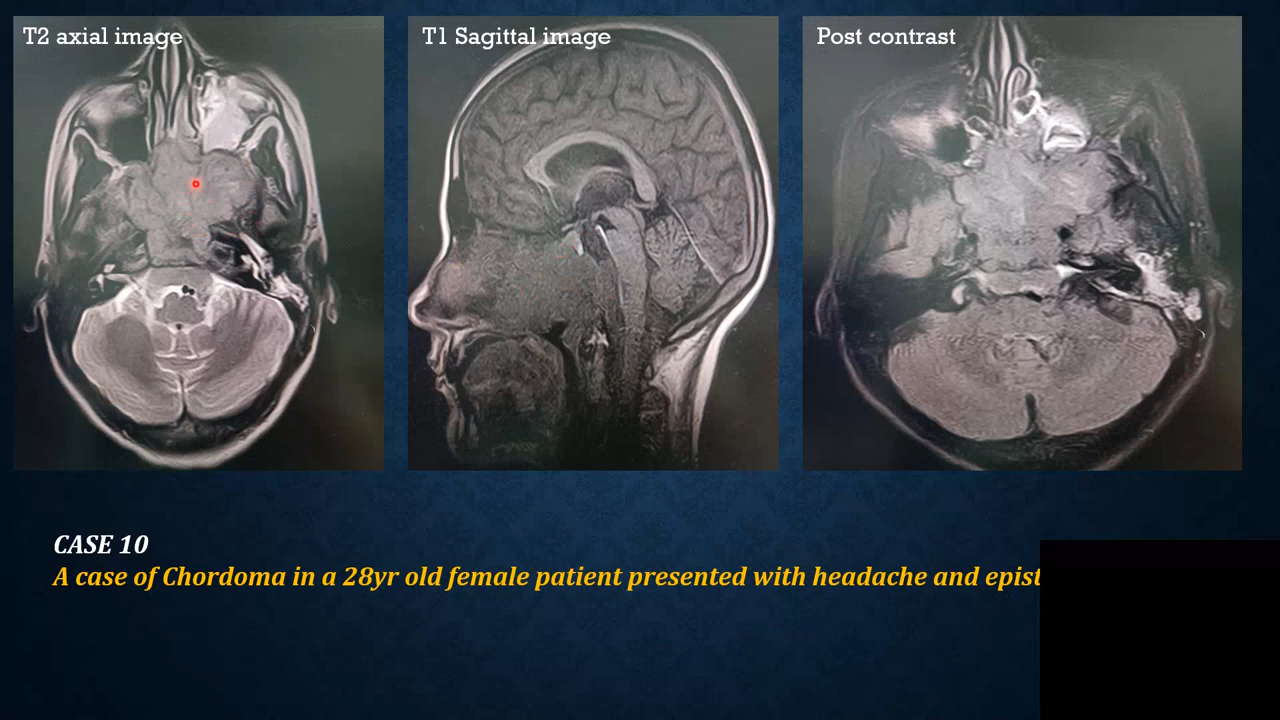 T2 axial image
T1 Sagittal image
Post contrast
CASE 10
A case of Chordoma in a 28yr old female patient presented with headache and